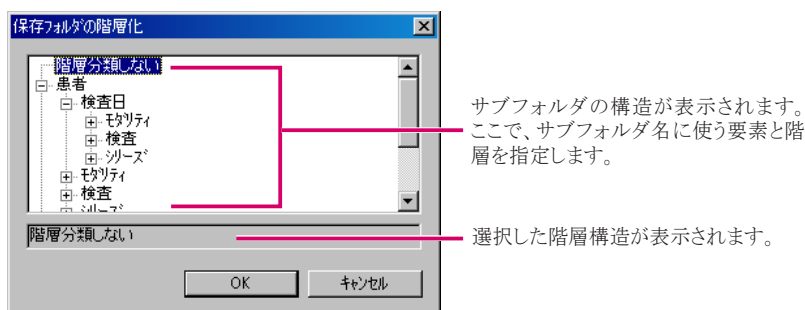 保存ﾌｫﾙﾀﾞの階層化
階層分類しない
患者
検査日
ﾓﾀﾞﾘﾃｨ
検査
ｼﾘｰｽﾞ
ﾓﾀﾞﾘﾃｨ
検査
ｼﾘｰｽﾞ
階層分類しない
OK
ｷｬﾝｾﾙ
サブフォルダの構造が表示されます。
ここで、サブフォルダ名に使う要素と階
層を指定します。
選択した階層構造が表示されます。